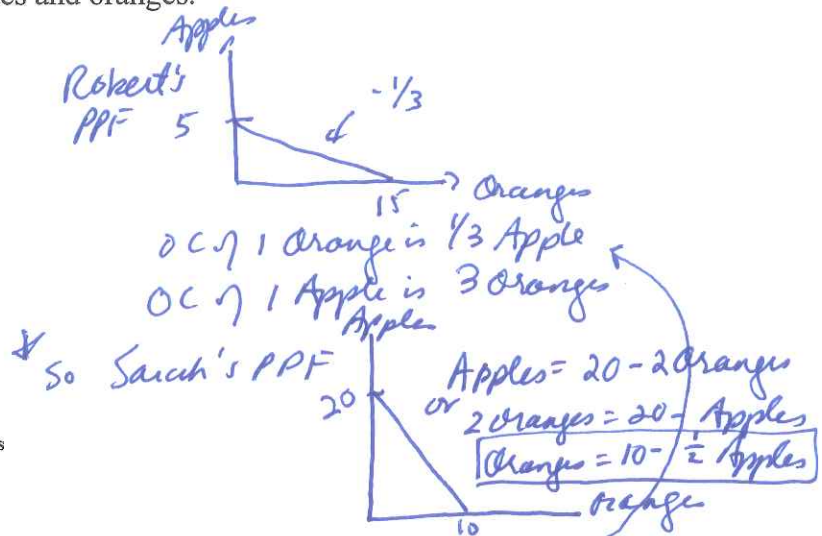 es and oranges.
Apples
Robert's
PPF 5
-1/3
15
Oranges
OC of 1 Orange is 1/3 Apple
OC of 1 Apple is 3 Oranges
Apples
So Sarah's PPF
20
Apples = 20 - 2 Oranges
or
2 Oranges = 20 - Apples
Oranges = 10 - 1/2 Apples
s
Oranges
10